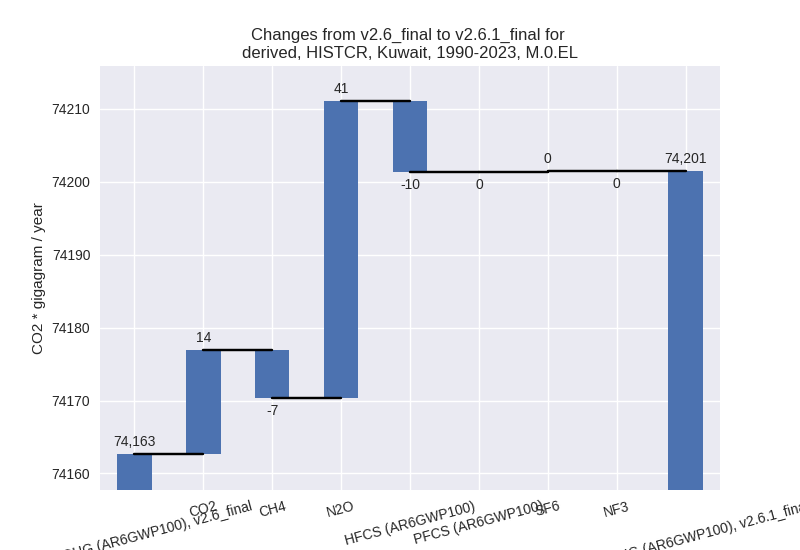 Changes from v2.6_final to v2.6.1_final for
derived, HISTCR, Kuwait, 1990-2023, M.0.EL
CO2 * gigagram / year
74210
74200
74190
74180
74170
74160
74,163
14
-7
41
-10
0
0
0
74,201
(AR6GWP100), v2.6_final
CO2
CH4
N2O
HFCS (AR6GWP100)
PFCS (AR6GWP100)
SF6
NF3
(AR6GWP100), v2.6.1_fina